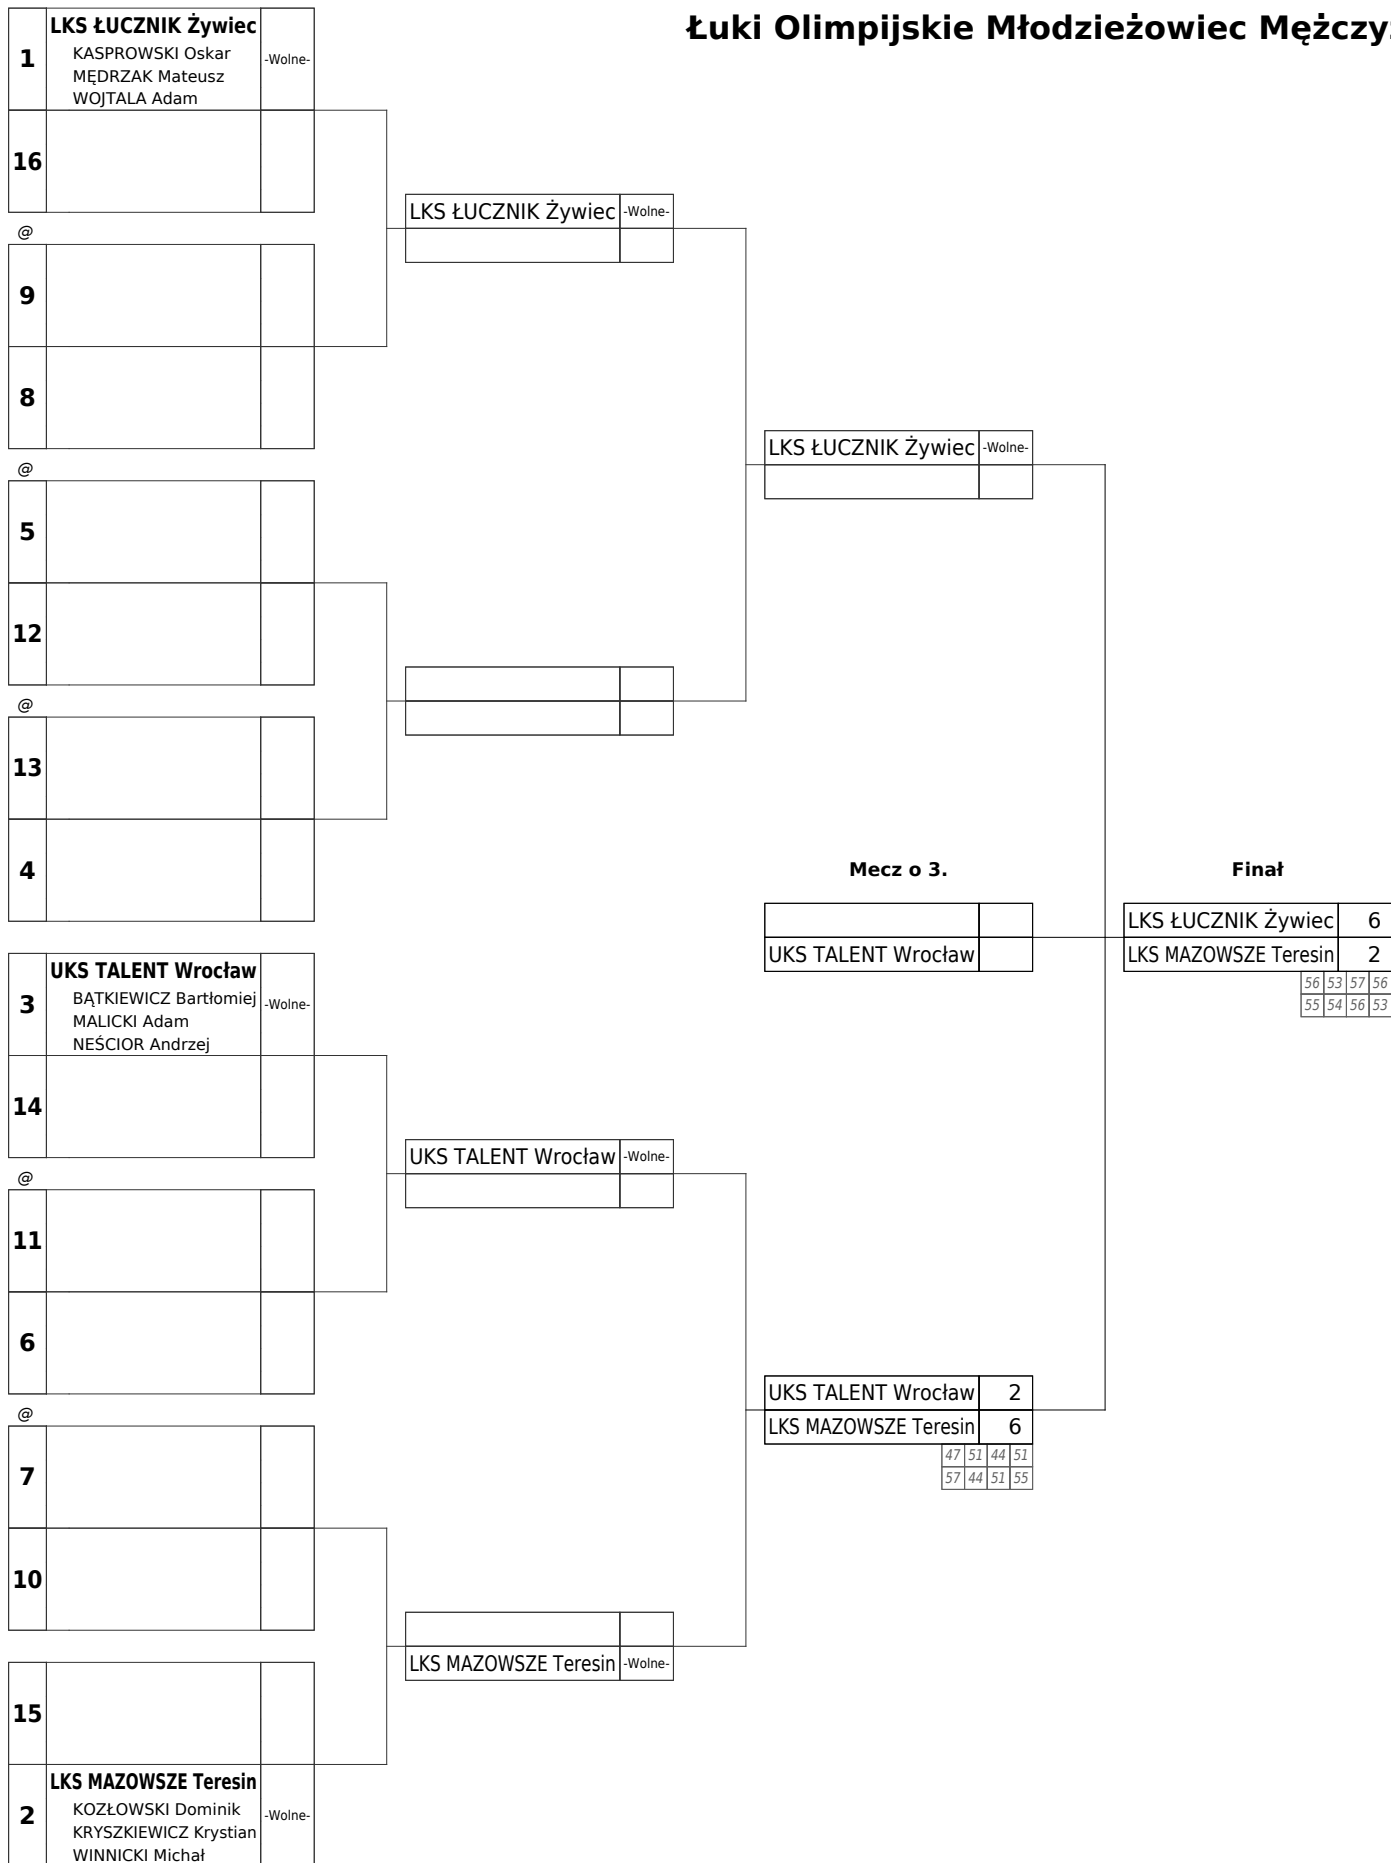 Łuki Olimpijskie Młodzieżowiec Mężczy
LKS ŁUCZNIK Żywiec
1
KASPROWSKI Oskar
-Wolne-
MĘDRZAK Mateusz
WOJTALA Adam
16
LKS ŁUCZNIK Żywiec -Wolne-
@
9
8
LKS ŁUCZNIK Żywiec -Wolne-
@
5
12
@
13
4
Mecz o 3.
Finał
LKS ŁUCZNIK Żywiec 6
UKS TALENT Wrocław
LKS MAZOWSZE Teresin 2
56 53 57 56
55 54 56 53
UKS TALENT Wrocław
3
BĄTKIEWICZ Bartłomiej
-Wolne-
MALICKI Adam
NEŚCIOR Andrzej
14
UKS TALENT Wrocław -Wolne-
@
11
6
UKS TALENT Wrocław 2
LKS MAZOWSZE Teresin 6
47 51 44 51
57 44 51 55
@
7
10
LKS MAZOWSZE Teresin -Wolne-
15
LKS MAZOWSZE Teresin
2
KOZŁOWSKI Dominik
-Wolne-
KRYSZKIEWICZ Krystian
WINNICKI Michał